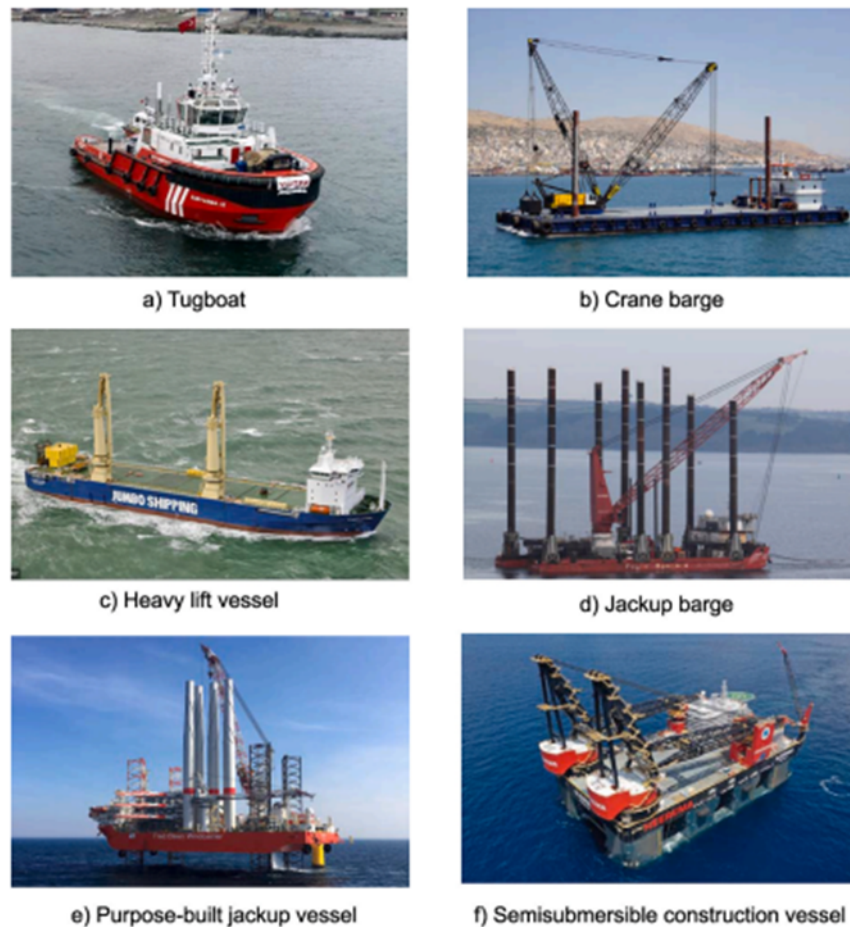 a) Tugboat
b) Crane barge
JUMBO SHIPPING
c) Heavy lift vessel
d) Jackup barge
e) Purpose-built jackup vessel
f) Semisubmersible construction vessel